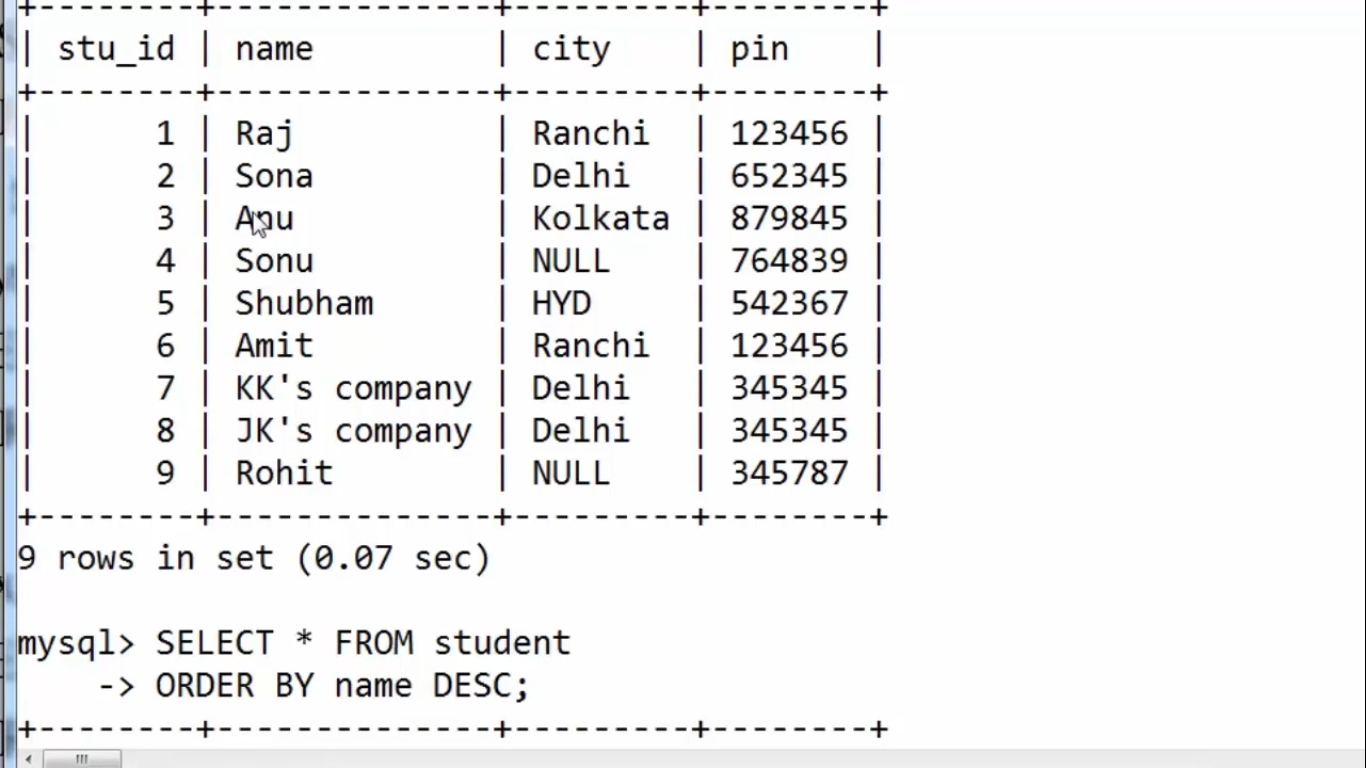 +--------+--------------+---------+--------+
| stu_id | name         | city    | pin    |
+--------+--------------+---------+--------+
|      1 | Raj          | Ranchi  | 123456 |
|      2 | Sona         | Delhi   | 652345 |
|      3 | Anu          | Kolkata | 879845 |
|      4 | Sonu         | NULL    | 764839 |
|      5 | Shubham      | HYD     | 542367 |
|      6 | Amit         | Ranchi  | 123456 |
|      7 | KK's company | Delhi   | 345345 |
|      8 | JK's company | Delhi   | 345345 |
|      9 | Rohit        | NULL    | 345787 |
+--------+--------------+---------+--------+
9 rows in set (0.07 sec)
mysql> SELECT * FROM student
    -> ORDER BY name DESC;
+--------+--------------+---------+--------+